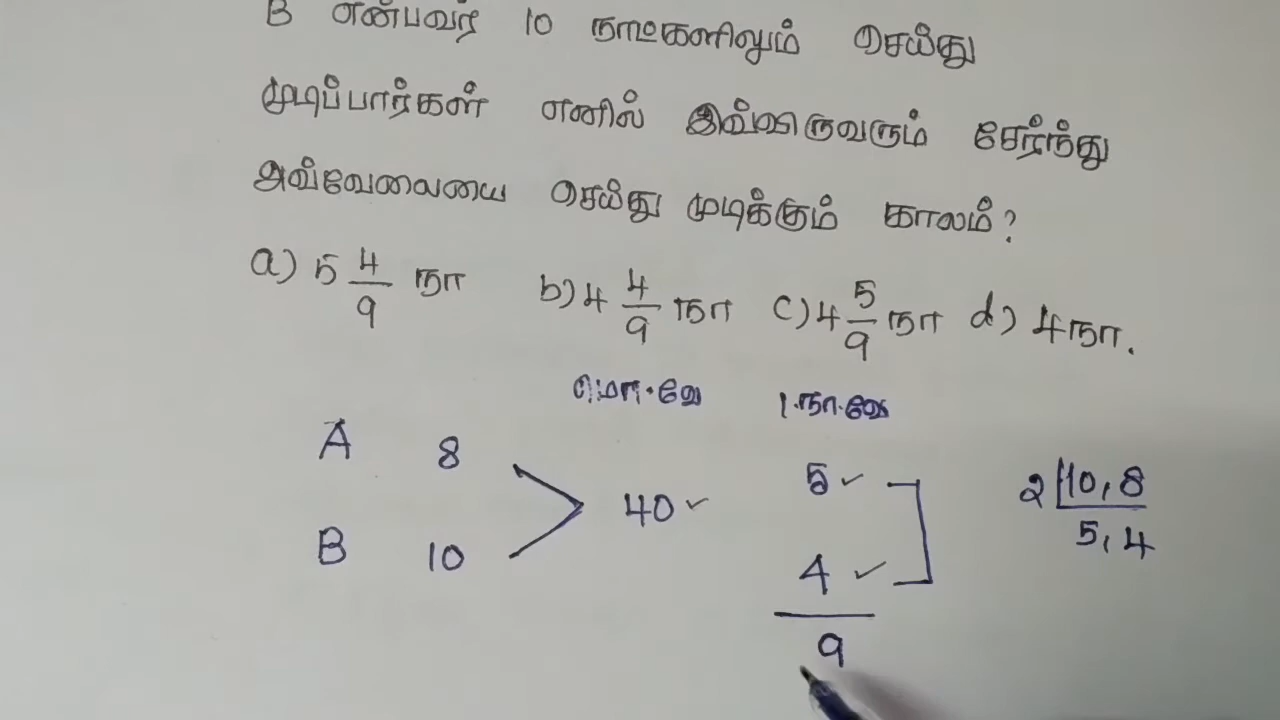 B என்பவர் 10 நாட்களிலும் செய்து
முடிப்பார்கள் எனில் இவ்விருவரும் சேர்ந்து
அவ்வேலையை செய்து முடிக்கும் காலம்?
a) 5 4/9 நா b) 4 4/9 நா c) 4 5/9 நா d) 4 நா.
மொ.வே 1.நா.வே
A 8 5 ✓ 2 10, 8
40 ✓ 5, 4
B 10 4 ✓
9